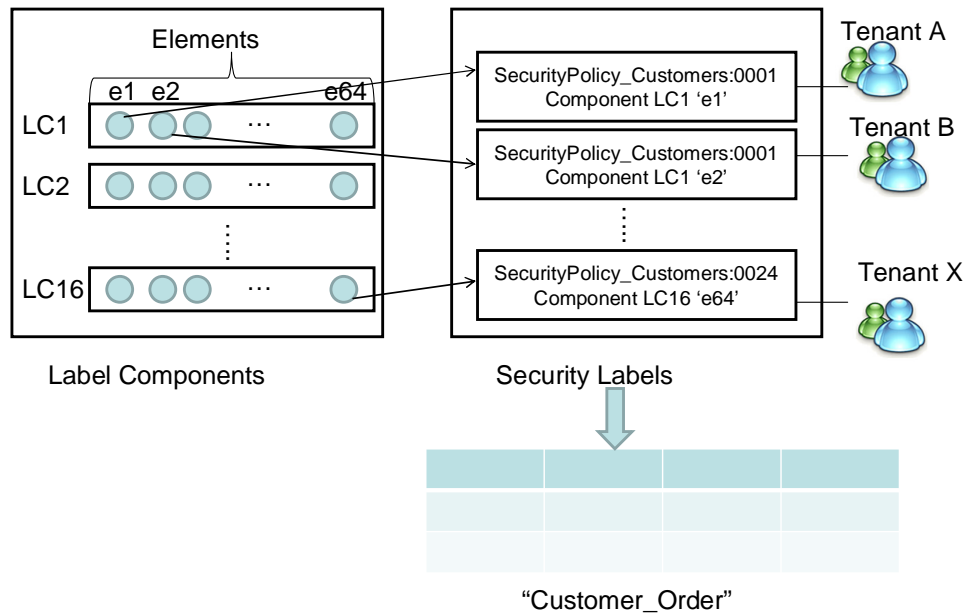 Elements
e1 e2 e64
LC1 ...
LC2 ...
LC16 ...
Label Components
SecurityPolicy_Customers:0001
Component LC1 ‘e1’
SecurityPolicy_Customers:0001
Component LC1 ‘e2’
SecurityPolicy_Customers:0024
Component LC16 ‘e64’
Security Labels
Tenant A
Tenant B
Tenant X
“Customer_Order”